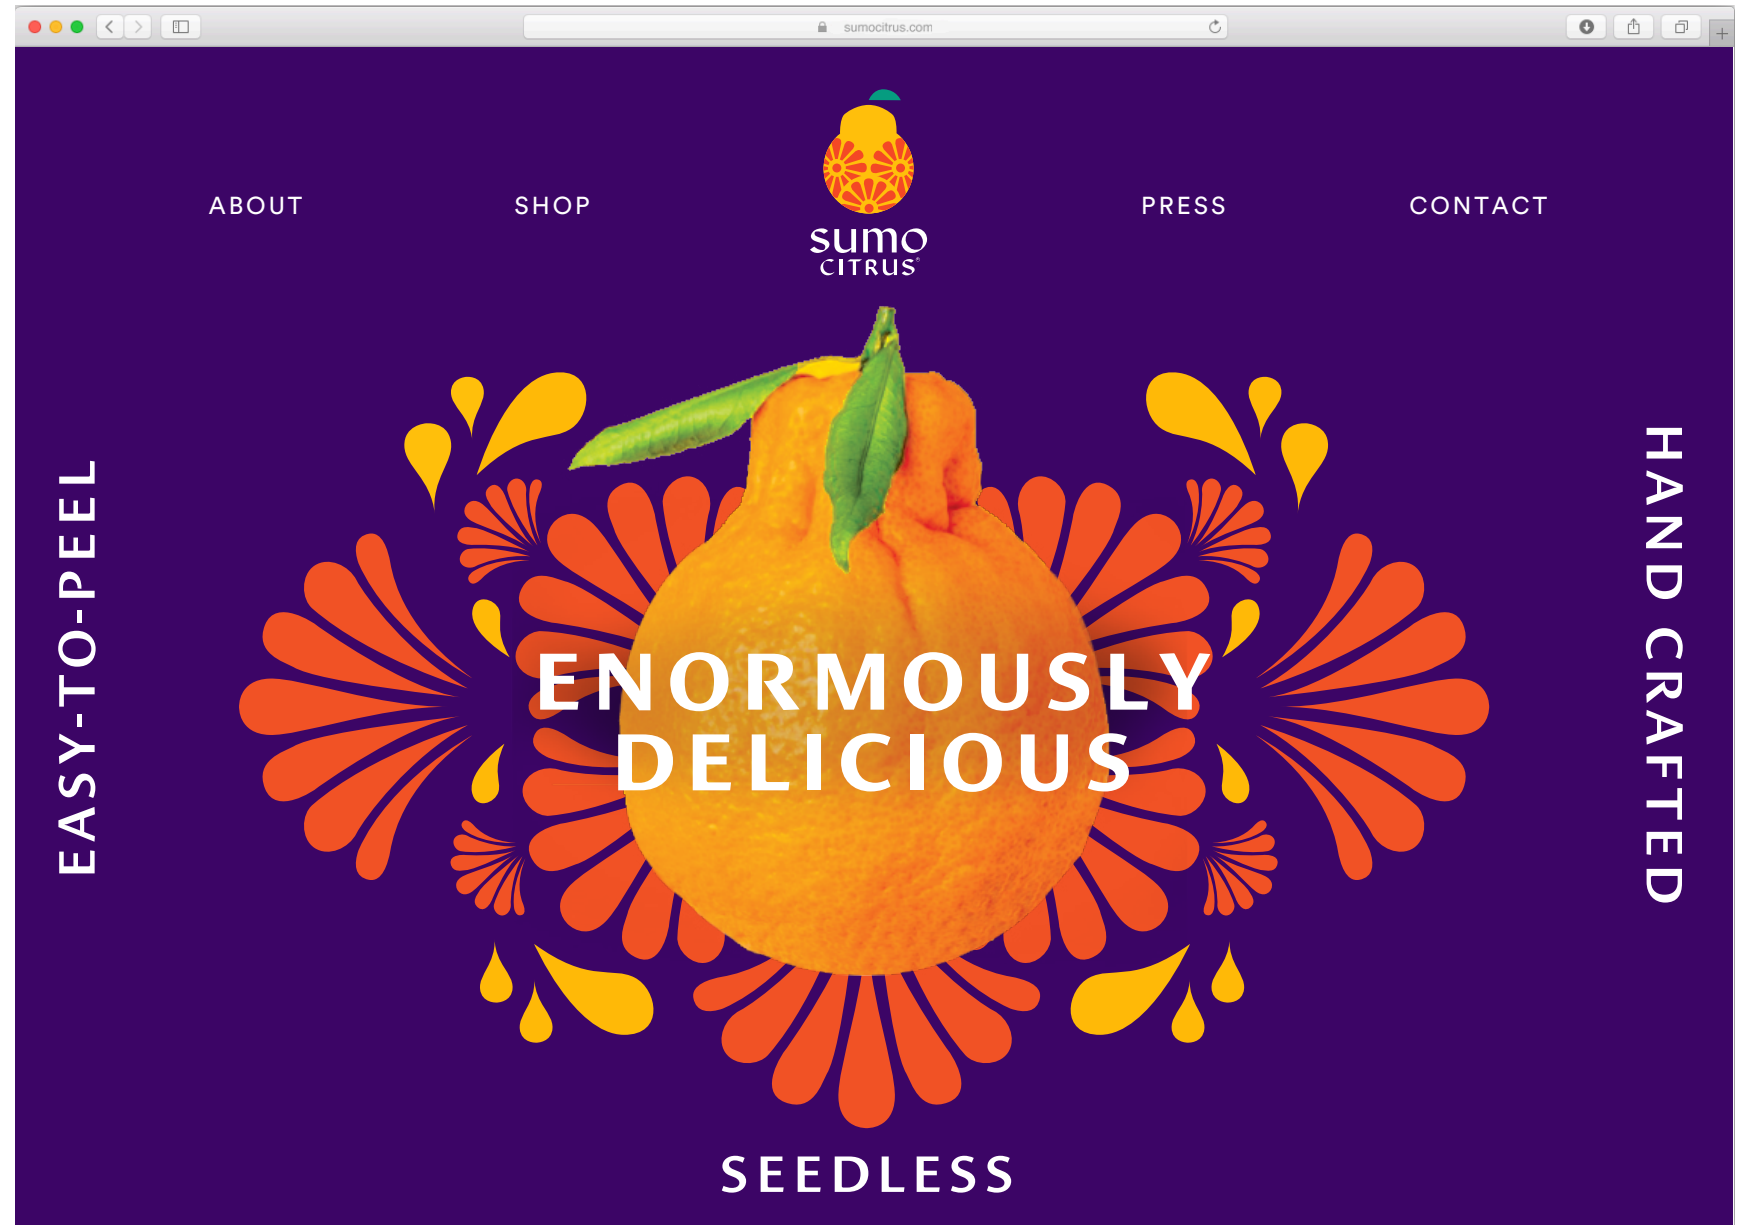 sumocitrus.com
ABOUT
SHOP
sumo
CITRUS®
PRESS
CONTACT
EASY-TO-PEEL
HAND CRAFTED
ENORMOUSLY
DELICIOUS
SEEDLESS